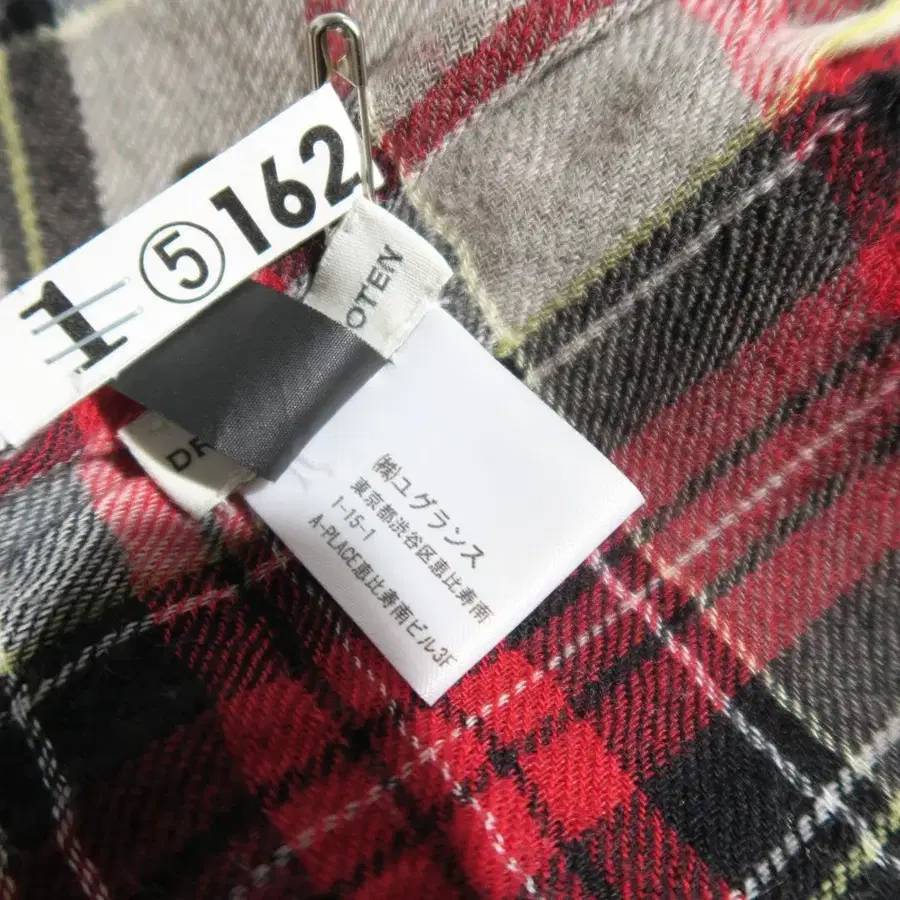 1 ⑤162
OTEN
(株)ユグランス
東京都渋谷区恵比寿南
1-15-1
A-PLACE恵比寿南ビル3F